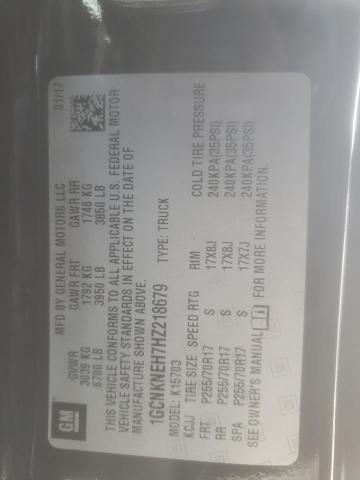 GM
MFD BY GENERAL MOTORS LLC 01/17
GVWR GAWR FRT GAWR RR
3039 KG 1792 KG 1746 KG
6700 LB 3950 LB 3850 LB
THIS VEHICLE CONFORMS TO ALL APPLICABLE U.S. FEDERAL MOTOR
VEHICLE SAFETY STANDARDS IN EFFECT ON THE DATE OF
MANUFACTURE SHOWN ABOVE.
1GCNKNEH7HZ218679 TYPE: TRUCK
MODEL: K15703
KCJJ TIRE SIZE SPEED RTG RIM COLD TIRE PRESSURE
FRT P255/70R17 S 17X8J 240KPA(35PSI)
RR P255/70R17 S 17X8J 240KPA(35PSI)
SPA P255/70R17 S 17X7J 240KPA(35PSI)
SEE OWNER'S MANUAL FOR MORE INFORMATION.